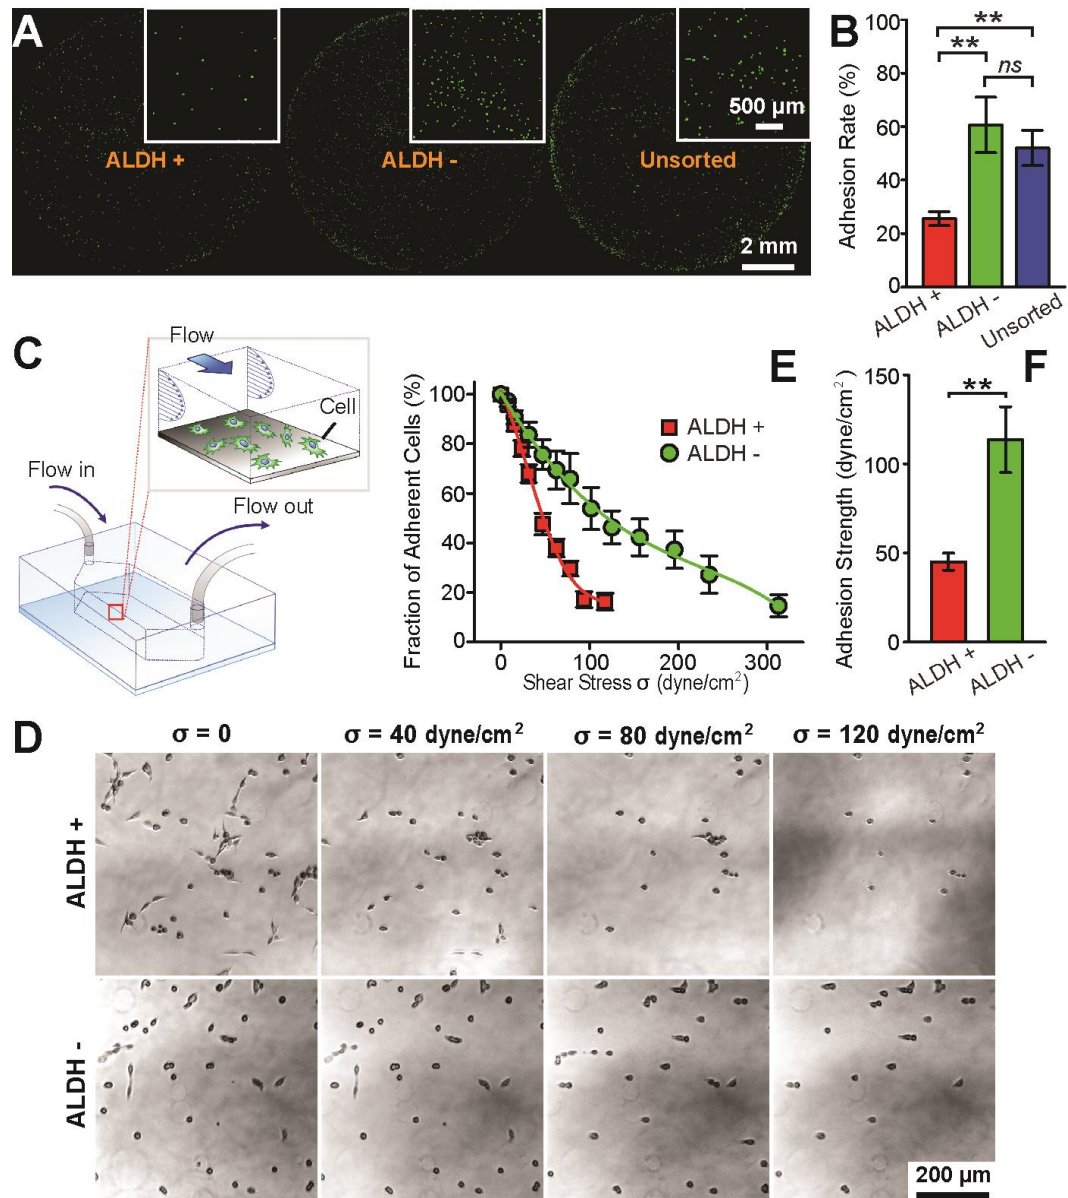 A
ALDH +
ALDH -
Unsorted
500 µm
2 mm
B
Adhesion Rate (%)
100
80
60
40
20
0
**
**
ns
ALDH +
ALDH -
Unsorted
C
Flow
Cell
Flow in
Flow out
E
Fraction of Adherent Cells (%)
100
80
60
40
20
0
ALDH +
ALDH -
0
100
200
300
Shear Stress σ (dyne/cm²)
F
Adhesion Strength (dyne/cm²)
150
100
50
0
**
ALDH +
ALDH -
D
σ = 0
σ = 40 dyne/cm²
σ = 80 dyne/cm²
σ = 120 dyne/cm²
ALDH +
ALDH -
200 µm